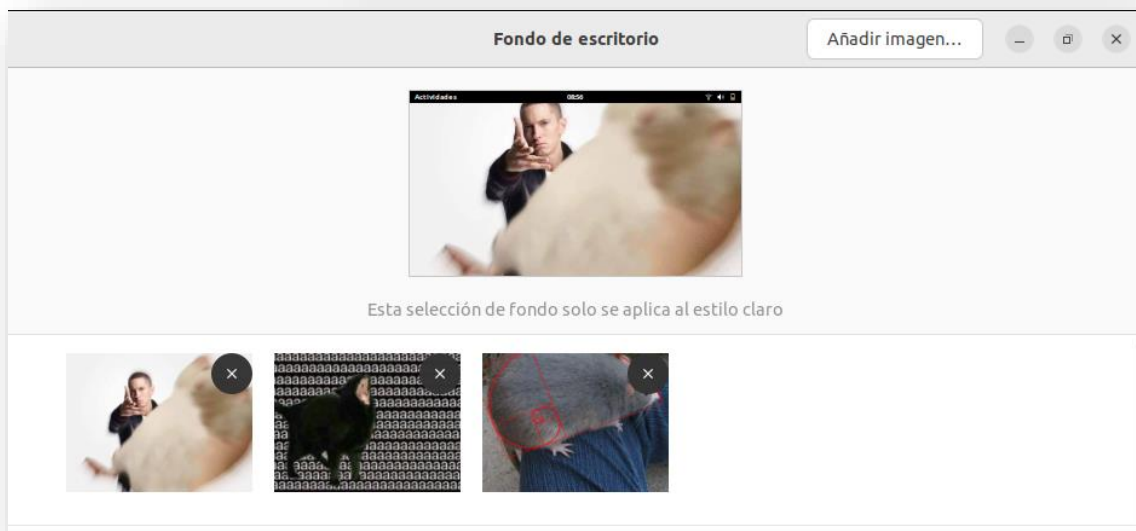 Fondo de escritorio
Añadir imagen...
Actividades 08:56
Esta selección de fondo solo se aplica al estilo claro